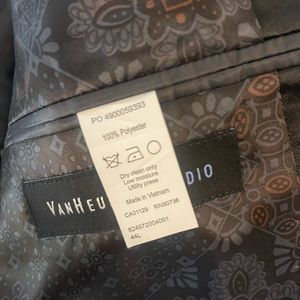 PO 4900059393
100% Polyester
Dry clean only
Low moisture
Utility press
Made in Vietnam
CA01129 RN90736
824972004091
44L
VANHEU DIO